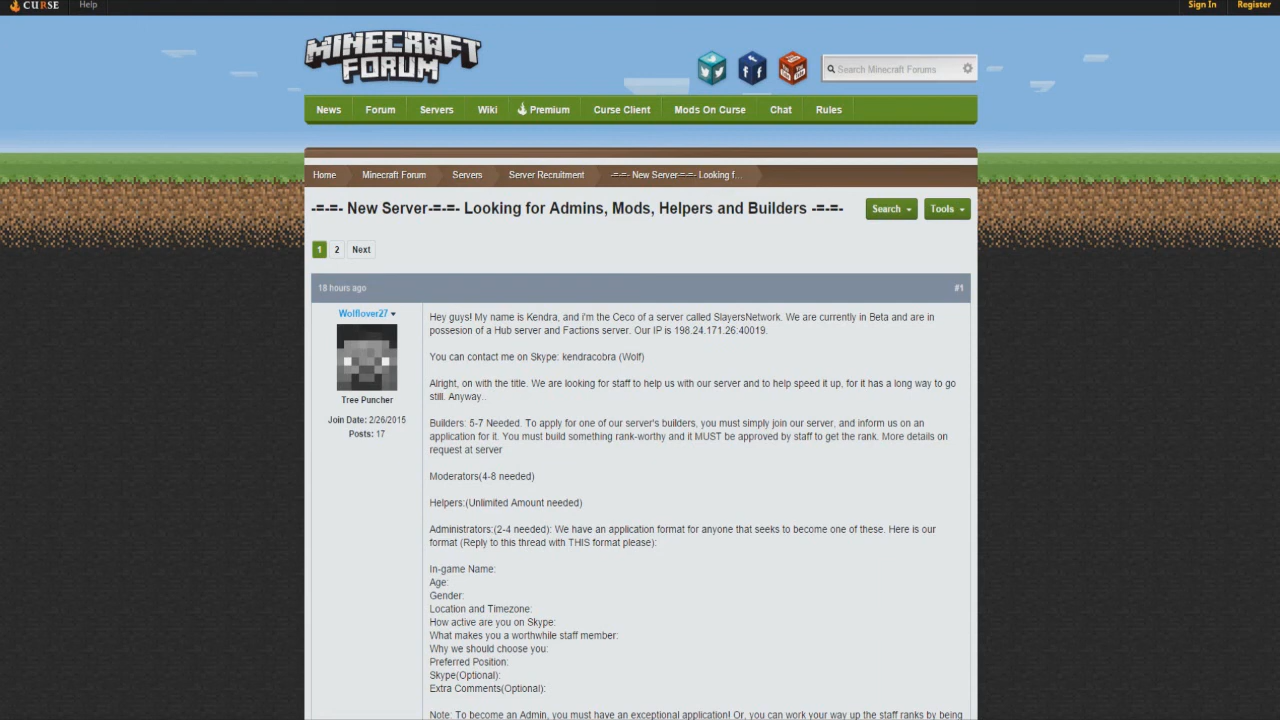 CURSE Help Sign In Register
MINECRAFT
FORUM
Search Minecraft Forums
News Forum Servers Wiki Premium Curse Client Mods On Curse Chat Rules
Home Minecraft Forum Servers Server Recruitment -=-=- New Server-=-=- Looking f...
-=-=- New Server-=-=- Looking for Admins, Mods, Helpers and Builders -=-=-
Search Tools
1 2 Next
18 hours ago #1
Wolflover27
Tree Puncher
Join Date: 2/26/2015
Posts: 17
Hey guys! My name is Kendra, and i'm the Ceco of a server called SlayersNetwork. We are currently in Beta and are in
possesion of a Hub server and Factions server. Our IP is 198.24.171.26:40019.
You can contact me on Skype: kendracobra (Wolf)
Alright, on with the title. We are looking for staff to help us with our server and to help speed it up, for it has a long way to go
still. Anyway..
Builders: 5-7 Needed. To apply for one of our server's builders, you must simply join our server, and inform us on an
application for it. You must build something rank-worthy and it MUST be approved by staff to get the rank. More details on
request at server
Moderators(4-8 needed)
Helpers:(Unlimited Amount needed)
Administrators:(2-4 needed): We have an application format for anyone that seeks to become one of these. Here is our
format (Reply to this thread with THIS format please):
In-game Name:
Age:
Gender:
Location and Timezone:
How active are you on Skype:
What makes you a worthwhile staff member:
Why we should choose you:
Preferred Position:
Skype(Optional):
Extra Comments(Optional):
Note: To become an Admin, you must have an exceptional application! Or, you can work your way up the staff ranks by being